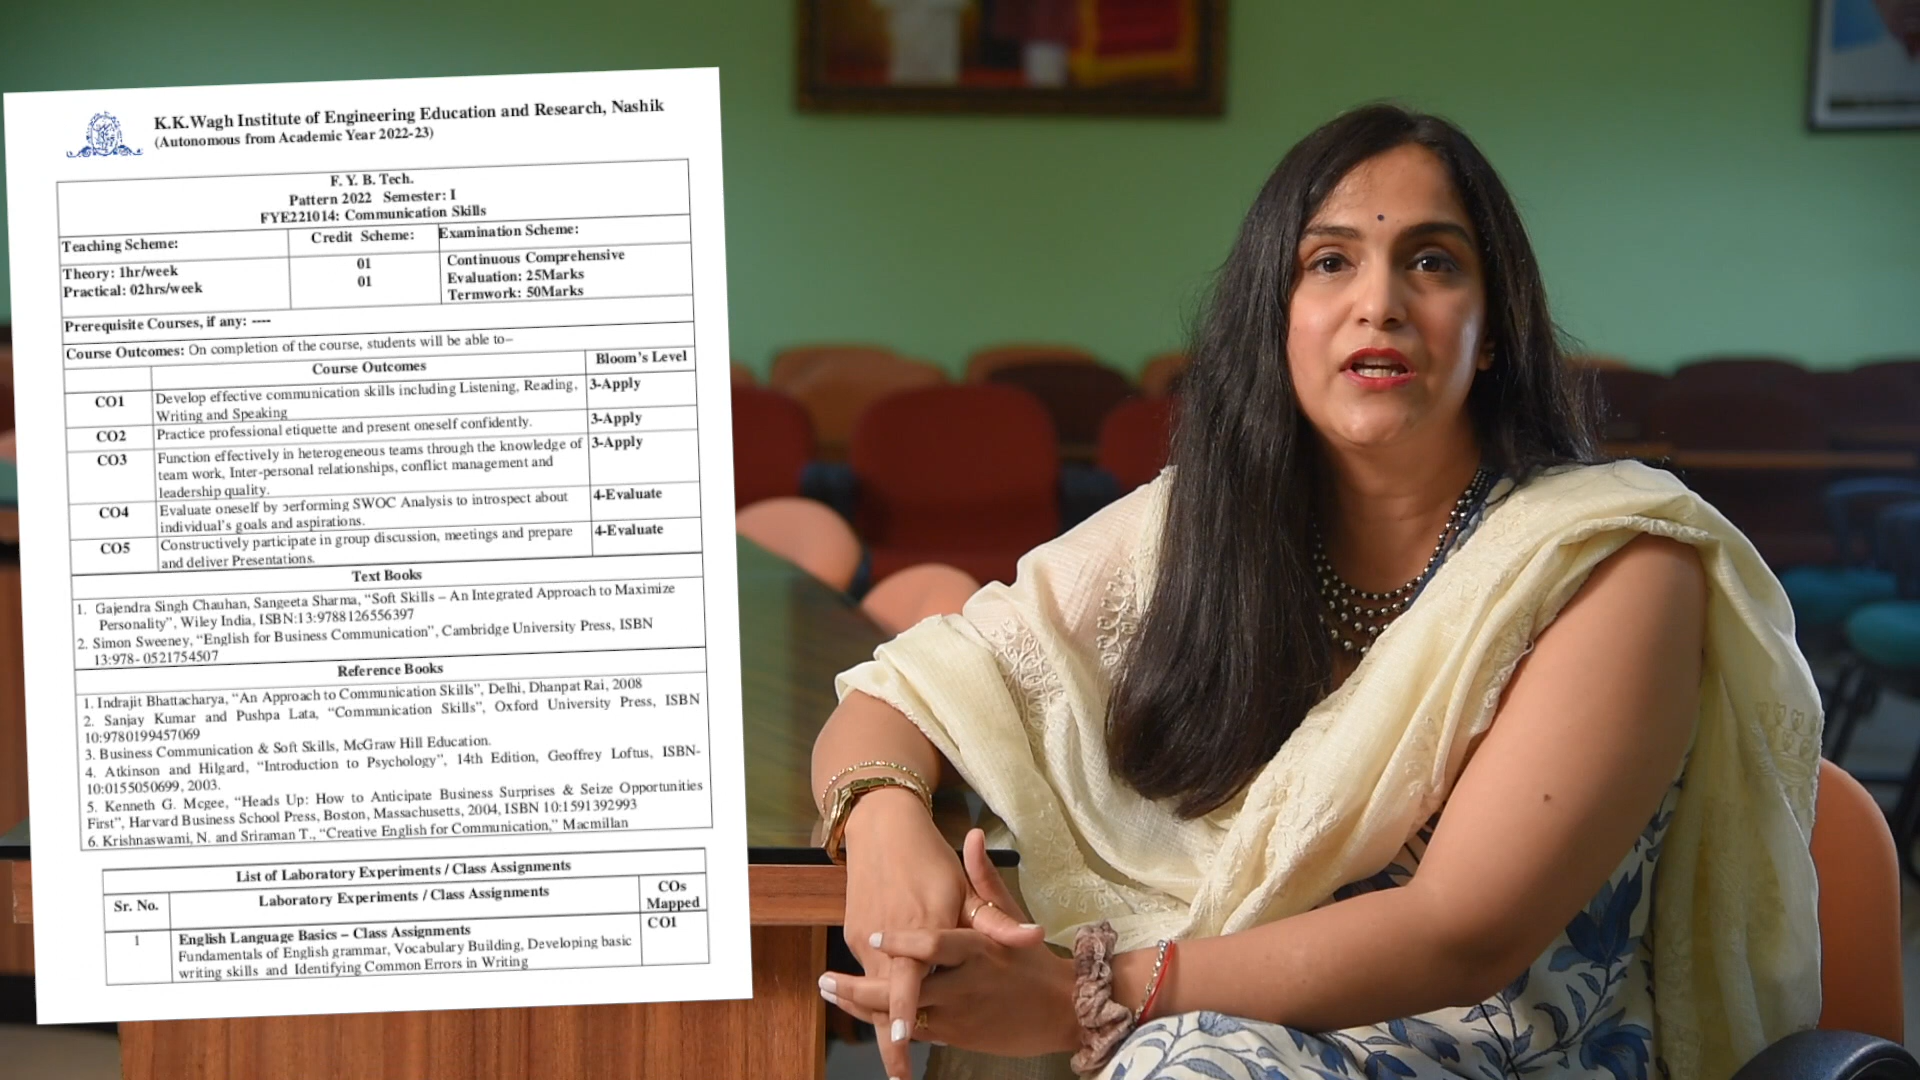 K.K.Wagh Institute of Engineering Education and Research, Nashik
(Autonomous from Academic Year 2022-23)
F. Y. B. Tech.
Pattern 2022 Semester: I
FYE221014: Communication Skills
Teaching Scheme:
Credit Scheme:
Examination Scheme:
Theory: 1hr/week
Practical: 02hrs/week
01
01
Continuous Comprehensive
Evaluation: 25Marks
Termwork: 50Marks
Prerequisite Courses, if any: ----
Course Outcomes: On completion of the course, students will be able to–
Course Outcomes
Bloom's Level
CO1
Develop effective communication skills including Listening, Reading,
Writing and Speaking
3-Apply
CO2
Practice professional etiquette and present oneself confidently.
3-Apply
CO3
Function effectively in heterogeneous teams through the knowledge of
team work, Inter-personal relationships, conflict management and
leadership quality.
3-Apply
CO4
Evaluate oneself by performing SWOC Analysis to introspect about
individual's goals and aspirations.
4-Evaluate
CO5
Constructively participate in group discussion, meetings and prepare
and deliver Presentations.
4-Evaluate
Text Books
1. Gajendra Singh Chauhan, Sangeeta Sharma, “Soft Skills – An Integrated Approach to Maximize
Personality”, Wiley India, ISBN:13:9788126556397
2. Simon Sweeney, “English for Business Communication”, Cambridge University Press, ISBN
13:978- 0521754507
Reference Books
1. Indrajit Bhattacharya, “An Approach to Communication Skills”, Delhi, Dhanpat Rai, 2008
2. Sanjay Kumar and Pushpa Lata, “Communication Skills”, Oxford University Press, ISBN
10:9780199457069
3. Business Communication & Soft Skills, McGraw Hill Education.
4. Atkinson and Hilgard, “Introduction to Psychology”, 14th Edition, Geoffrey Loftus, ISBN-
10:0155050699, 2003.
5. Kenneth G. Mcgee, “Heads Up: How to Anticipate Business Surprises & Seize Opportunities
First”, Harvard Business School Press, Boston, Massachusetts, 2004, ISBN 10:1591392993
6. Krishnaswami, N. and Sriraman T., “Creative English for Communication,” Macmillan
List of Laboratory Experiments / Class Assignments
Sr. No.
Laboratory Experiments / Class Assignments
COs
Mapped
1
English Language Basics – Class Assignments
Fundamentals of English grammar, Vocabulary Building, Developing basic
writing skills and Identifying Common Errors in Writing
CO1